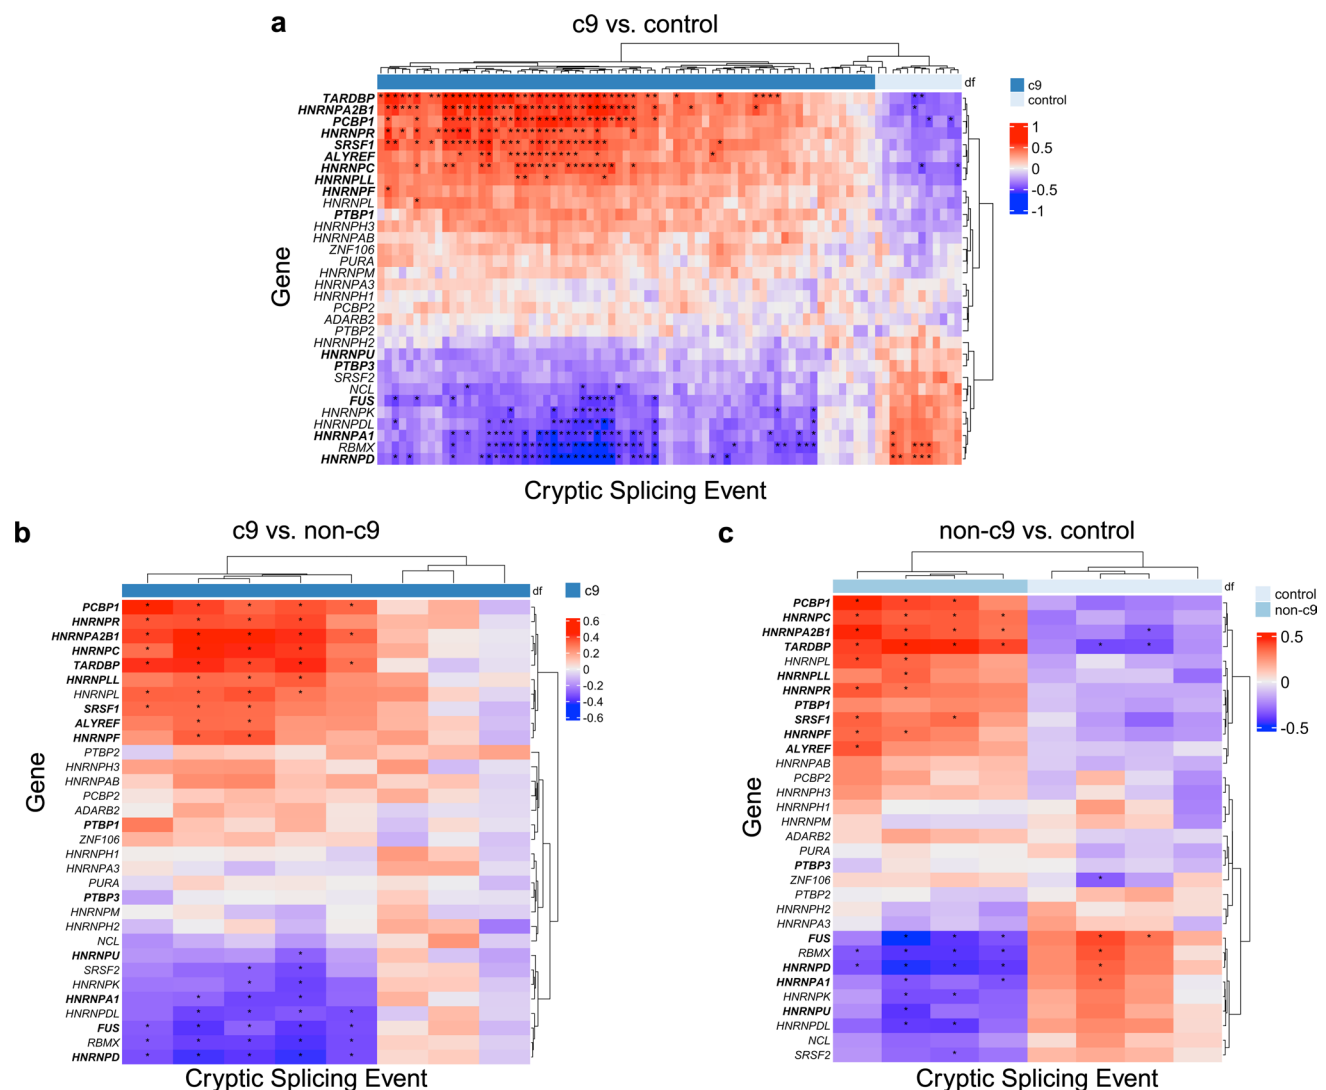 a
c9 vs. control
df
c9
control
TARDBP
HNRNPA2B1
PCBP1
HNRNPR
SRSF1
ALYREF
HNRNPC
HNRNPLL
HNRNPF
HNRNPL
PTBP1
HNRNPH3
HNRNPAB
ZNF106
PURA
HNRNPM
HNRNPA3
HNRNPH1
PCBP2
ADARB2
PTBP2
HNRNPH2
HNRNPU
PTBP3
SRSF2
NCL
FUS
HNRNPK
HNRNPDL
HNRNPA1
RBMX
HNRNPD
1
0.5
0
-0.5
-1
Gene
Cryptic Splicing Event
b
c9 vs. non-c9
df
c9
PCBP1
HNRNPR
HNRNPA2B1
HNRNPC
TARDBP
HNRNPLL
HNRNPL
SRSF1
ALYREF
HNRNPF
PTBP2
HNRNPH3
HNRNPAB
PCBP2
ADARB2
PTBP1
ZNF106
HNRNPH1
HNRNPA3
PURA
PTBP3
HNRNPM
HNRNPH2
NCL
HNRNPU
SRSF2
HNRNPK
HNRNPA1
HNRNPDL
FUS
RBMX
HNRNPD
0.6
0.4
0.2
0
-0.2
-0.4
-0.6
Gene
Cryptic Splicing Event
c
non-c9 vs. control
df
control
non-c9
PCBP1
HNRNPC
HNRNPA2B1
TARDBP
HNRNPL
HNRNPLL
HNRNPR
PTBP1
SRSF1
HNRNPF
ALYREF
HNRNPAB
PCBP2
HNRNPH3
HNRNPH1
HNRNPM
ADARB2
PURA
PTBP3
ZNF106
PTBP2
HNRNPH2
HNRNPA3
FUS
RBMX
HNRNPD
HNRNPA1
HNRNPK
HNRNPU
HNRNPDL
NCL
SRSF2
0.5
0
-0.5
Gene
Cryptic Splicing Event